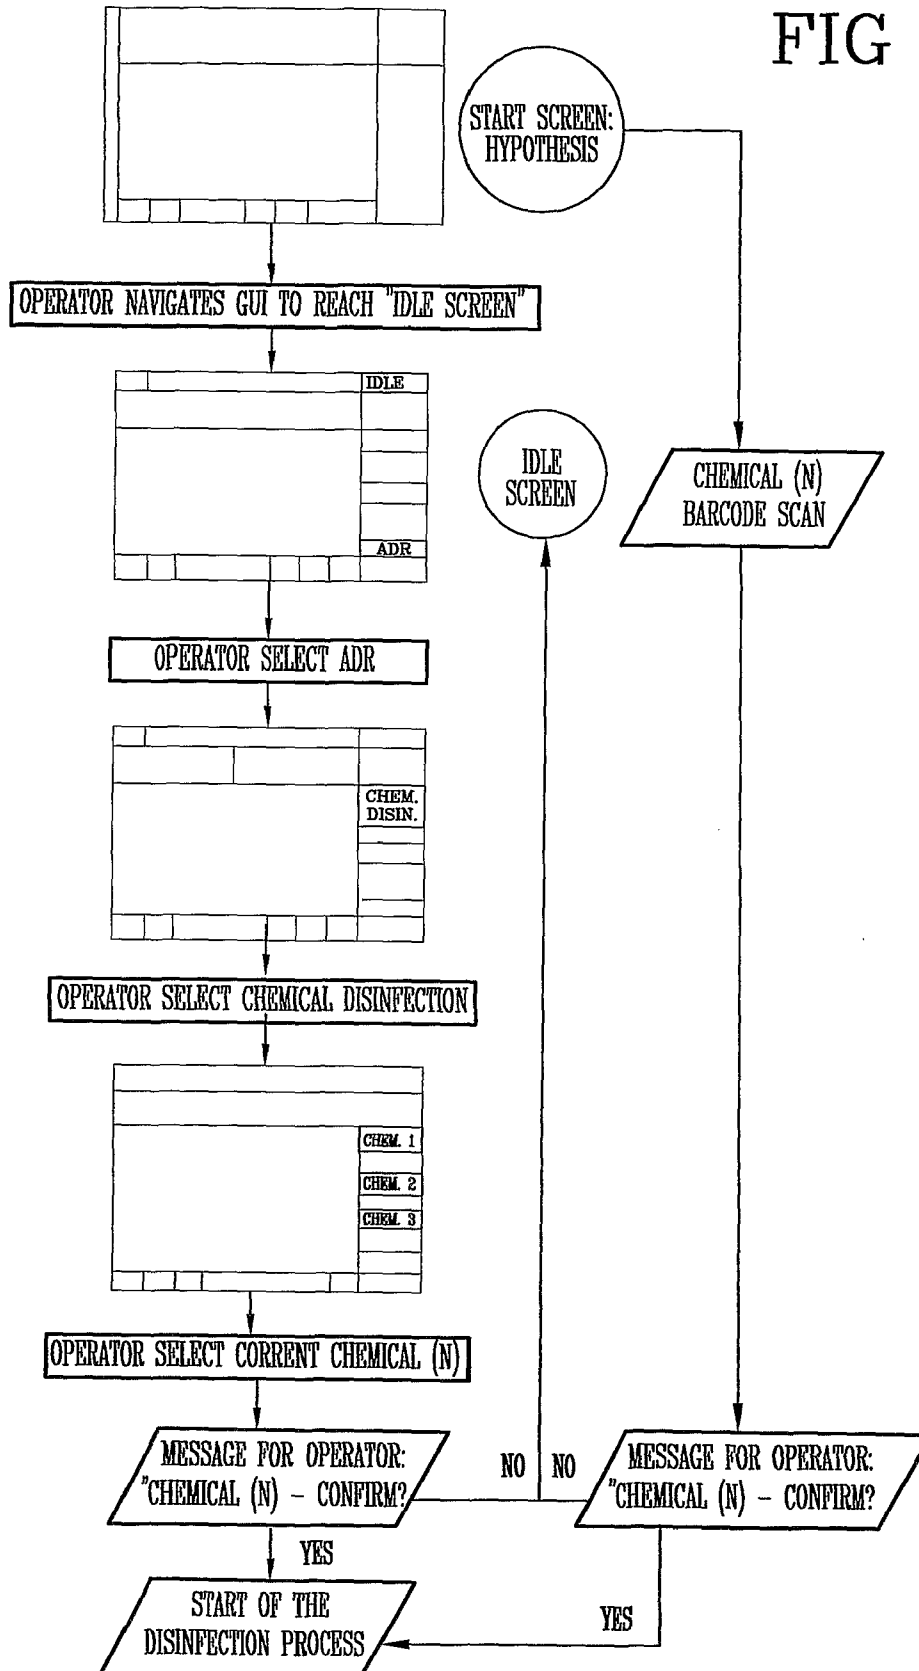 FIG
START SCREEN:
HYPOTHESIS
OPERATOR NAVIGATES GUI TO REACH "IDLE SCREEN"
IDLE
ADR
IDLE
SCREEN
CHEMICAL (N)
BARCODE SCAN
OPERATOR SELECT ADR
CHEM.
DISIN.
OPERATOR SELECT CHEMICAL DISINFECTION
CHEM. 1
CHEM. 2
CHEM. 3
OPERATOR SELECT CORRENT CHEMICAL (N)
MESSAGE FOR OPERATOR:
"CHEMICAL (N) – CONFIRM?
NO
NO
MESSAGE FOR OPERATOR:
"CHEMICAL (N) – CONFIRM?
YES
START OF THE
DISINFECTION PROCESS
YES